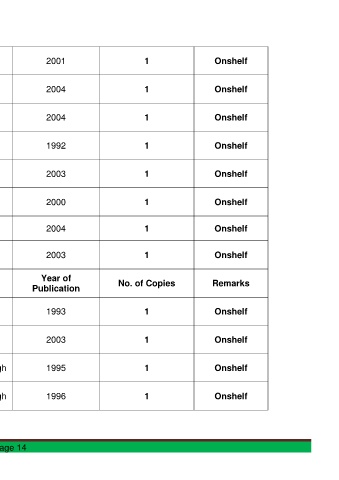 2001 1 Onshelf
2004 1 Onshelf
2004 1 Onshelf
1992 1 Onshelf
2003 1 Onshelf
2000 1 Onshelf
2004 1 Onshelf
2003 1 Onshelf
Year of
Publication No. of Copies Remarks
1993 1 Onshelf
2003 1 Onshelf
gh 1995 1 Onshelf
gh 1996 1 Onshelf
age 14